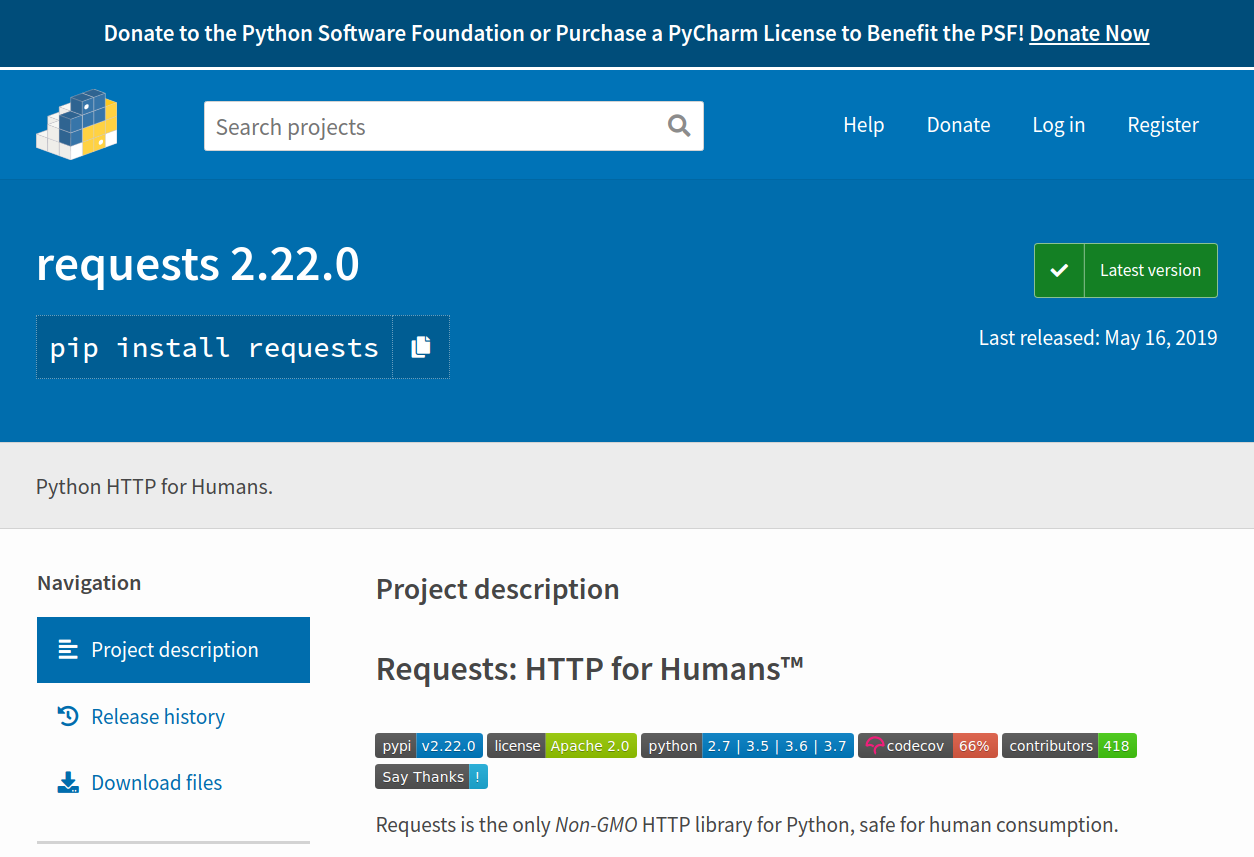 Donate to the Python Software Foundation or Purchase a PyCharm License to Benefit the PSF! Donate Now
Search projects
Help Donate Log in Register
requests 2.22.0
Latest version
pip install requests
Last released: May 16, 2019
Python HTTP for Humans.
Navigation
Project description
Release history
Download files
Project description
Requests: HTTP for Humans™
pypi v2.22.0 license Apache 2.0 python 2.7 | 3.5 | 3.6 | 3.7 codecov 66% contributors 418
Say Thanks !
Requests is the only Non-GMO HTTP library for Python, safe for human consumption.